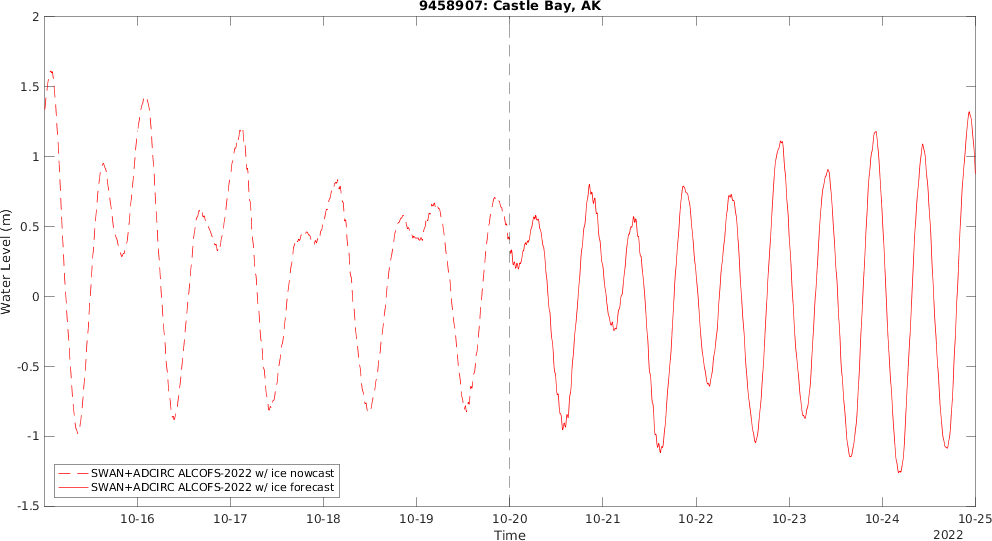 9458907: Castle Bay, AK
2
1.5
1
0.5
0
-0.5
-1
-1.5
Water Level (m)
SWAN+ADCIRC ALCOFS-2022 w/ ice nowcast
SWAN+ADCIRC ALCOFS-2022 w/ ice forecast
10-16 10-17 10-18 10-19 10-20 10-21 10-22 10-23 10-24 10-25
Time
2022